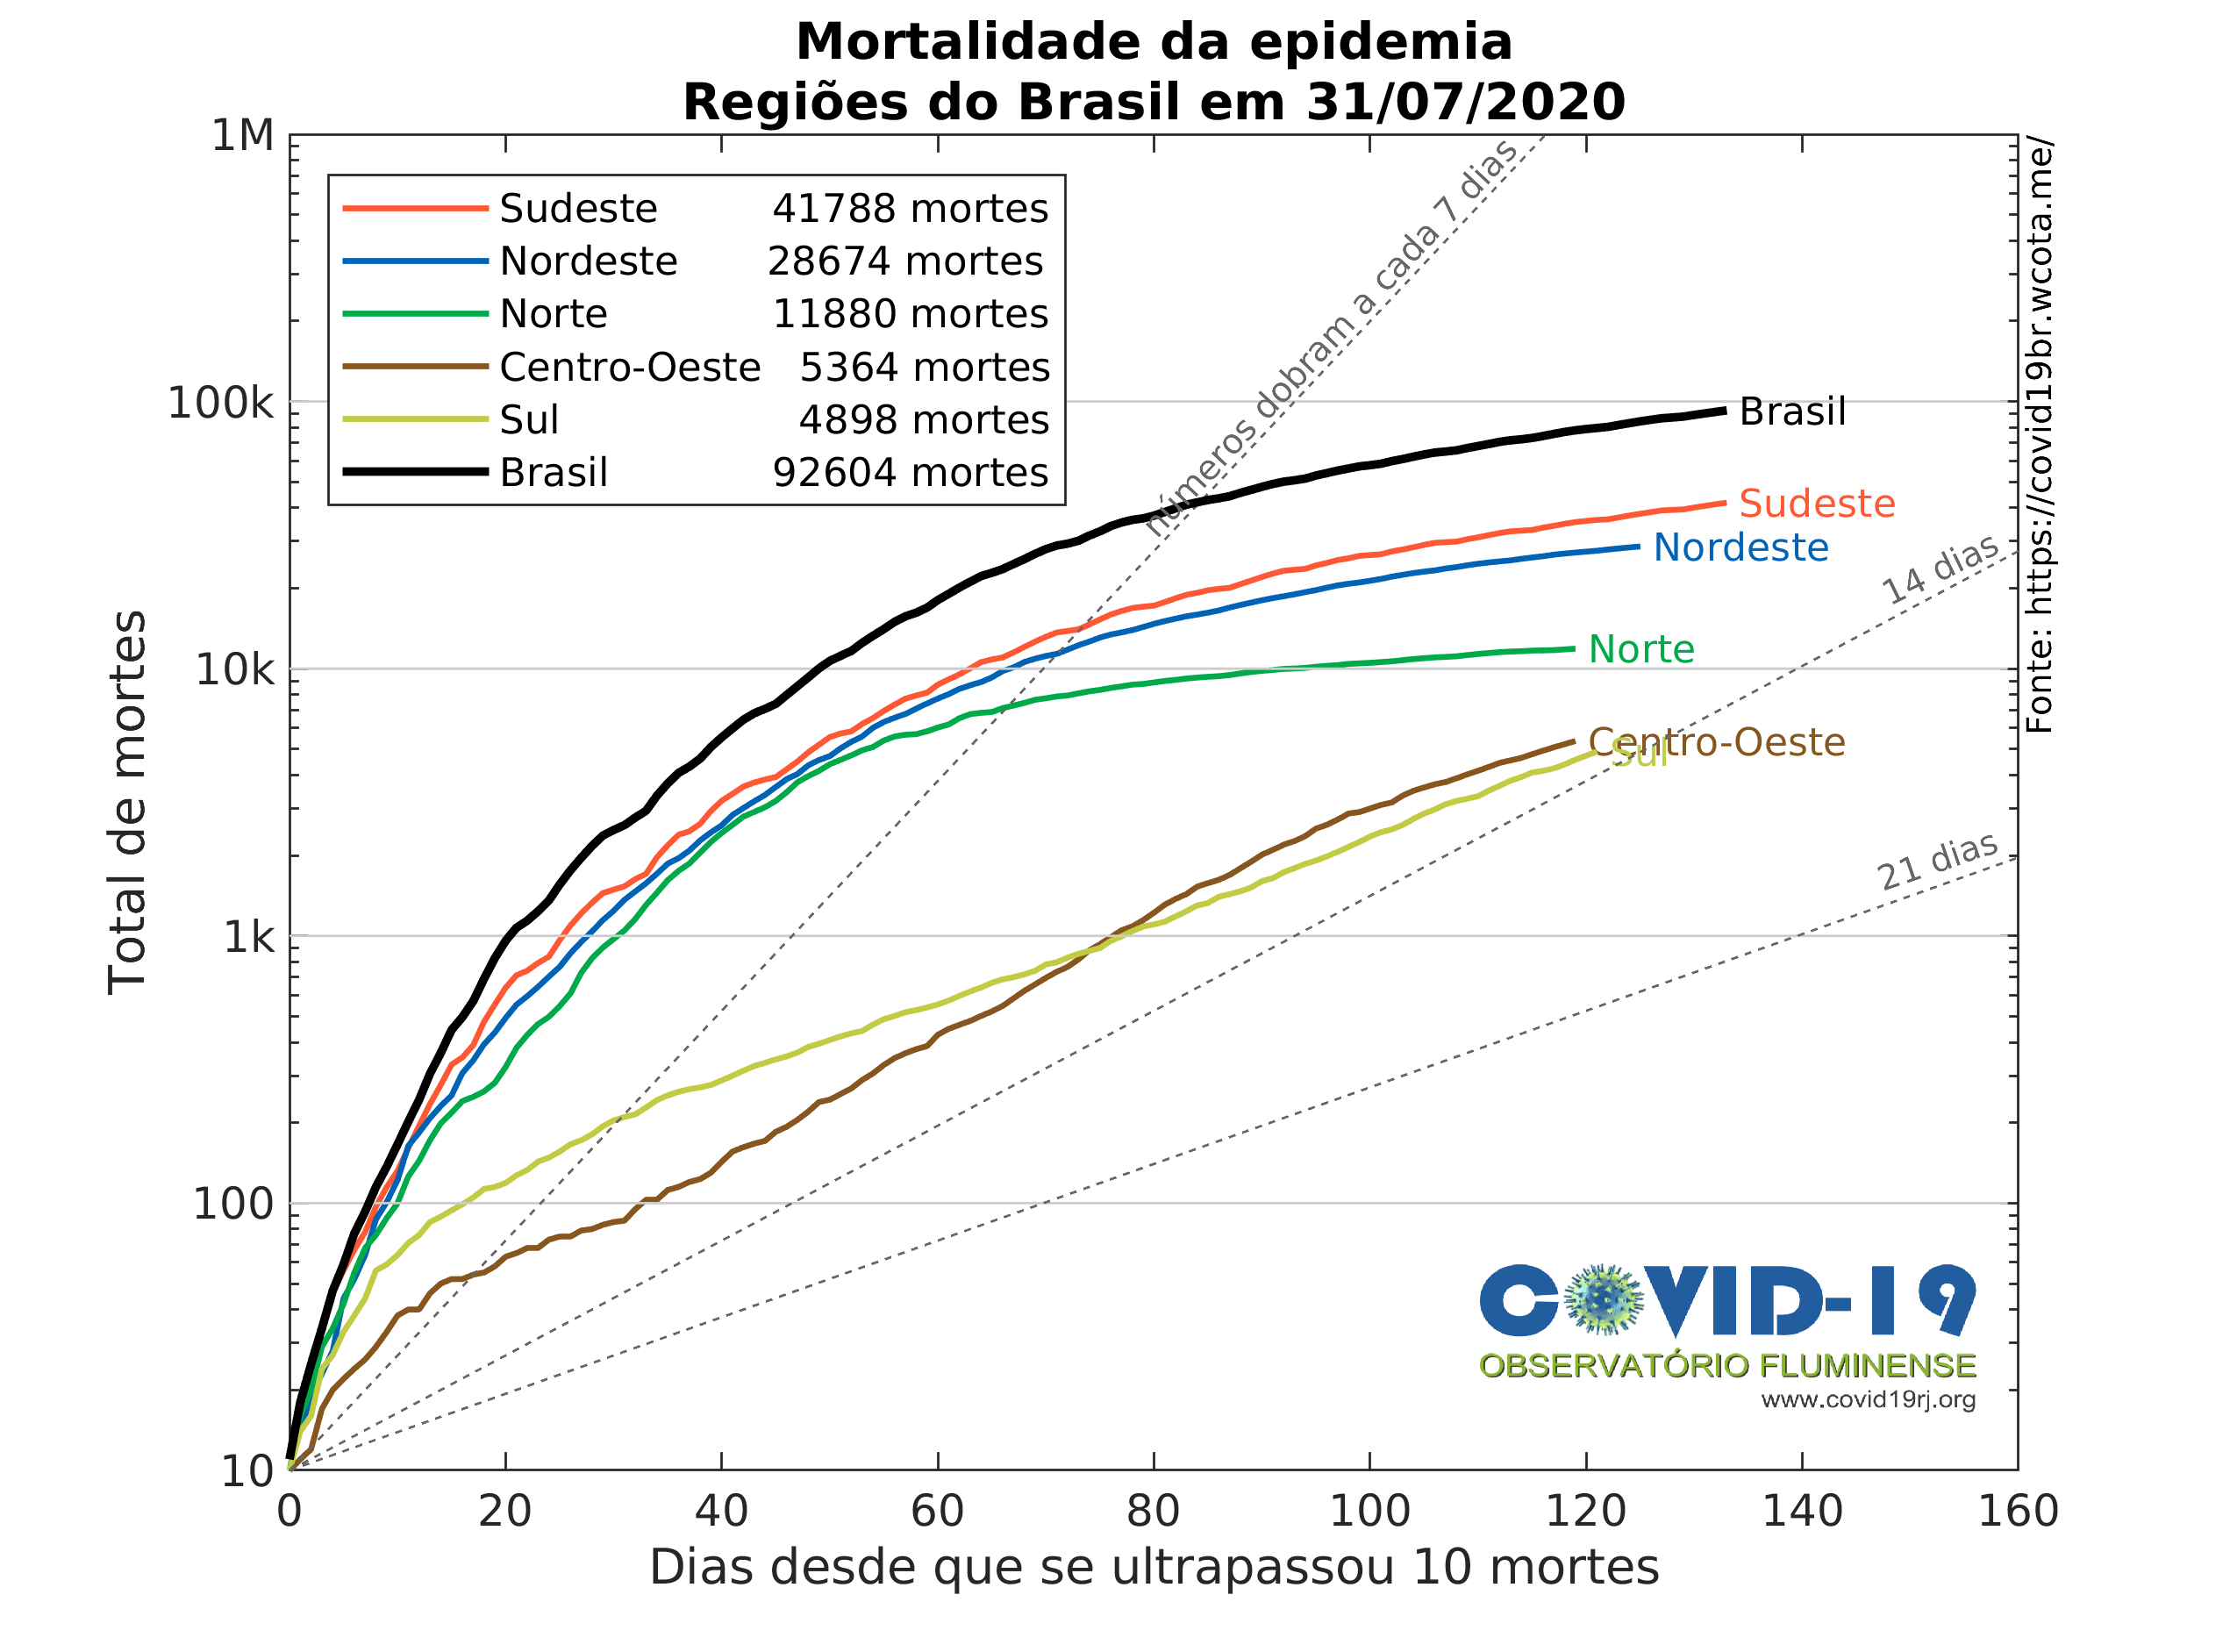 Mortalidade da epidemia
Regiões do Brasil em 31/07/2020
1M
100k
10k
1k
100
10
Total de mortes
Sudeste 41788 mortes
Nordeste 28674 mortes
Norte 11880 mortes
Centro-Oeste 5364 mortes
Sul 4898 mortes
Brasil 92604 mortes
números dobram a cada 7 dias
14 dias
21 dias
Brasil
Sudeste
Nordeste
Norte
Centro-Oeste
Sul
Fonte: https://covid19br.wcota.me/
COVID-19
OBSERVATÓRIO FLUMINENSE
www.covid19rj.org
0 20 40 60 80 100 120 140 160
Dias desde que se ultrapassou 10 mortes